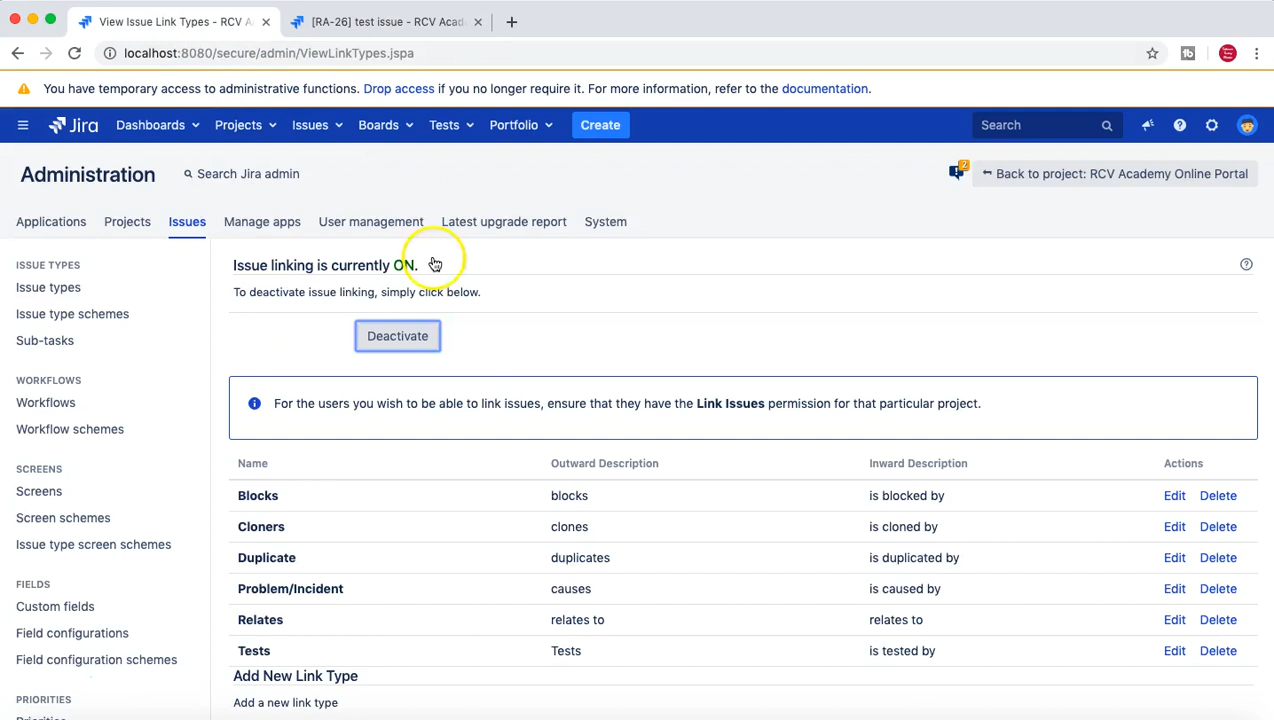 View Issue Link Types - RCV A
[RA-26] test issue - RCV Acad
localhost:8080/secure/admin/ViewLinkTypes.jspa
You have temporary access to administrative functions. Drop access if you no longer require it. For more information, refer to the documentation.
Jira Dashboards Projects Issues Boards Tests Portfolio Create Search
Administration Search Jira admin 2 Back to project: RCV Academy Online Portal
Applications Projects Issues Manage apps User management Latest upgrade report System
ISSUE TYPES
Issue types
Issue type schemes
Sub-tasks
WORKFLOWS
Workflows
Workflow schemes
SCREENS
Screens
Screen schemes
Issue type screen schemes
FIELDS
Custom fields
Field configurations
Field configuration schemes
PRIORITIES
Priorities
Issue linking is currently ON.
To deactivate issue linking, simply click below.
Deactivate
For the users you wish to be able to link issues, ensure that they have the Link Issues permission for that particular project.
Name Outward Description Inward Description Actions
Blocks blocks is blocked by Edit Delete
Cloners clones is cloned by Edit Delete
Duplicate duplicates is duplicated by Edit Delete
Problem/Incident causes is caused by Edit Delete
Relates relates to relates to Edit Delete
Tests Tests is tested by Edit Delete
Add New Link Type
Add a new link type